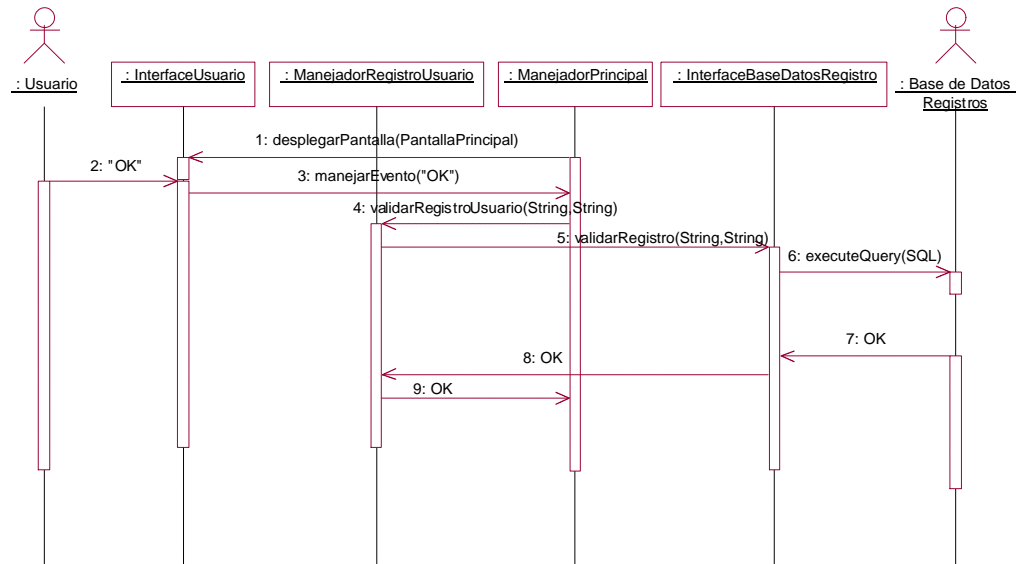 : Usuario
: InterfaceUsuario
: ManejadorRegistroUsuario
: ManejadorPrincipal
: InterfaceBaseDatosRegistro
: Base de Datos
Registros
1: desplegarPantalla(PantallaPrincipal)
2: "OK"
3: manejarEvento("OK")
4: validarRegistroUsuario(String,String)
5: validarRegistro(String,String)
6: executeQuery(SQL)
7: OK
8: OK
9: OK